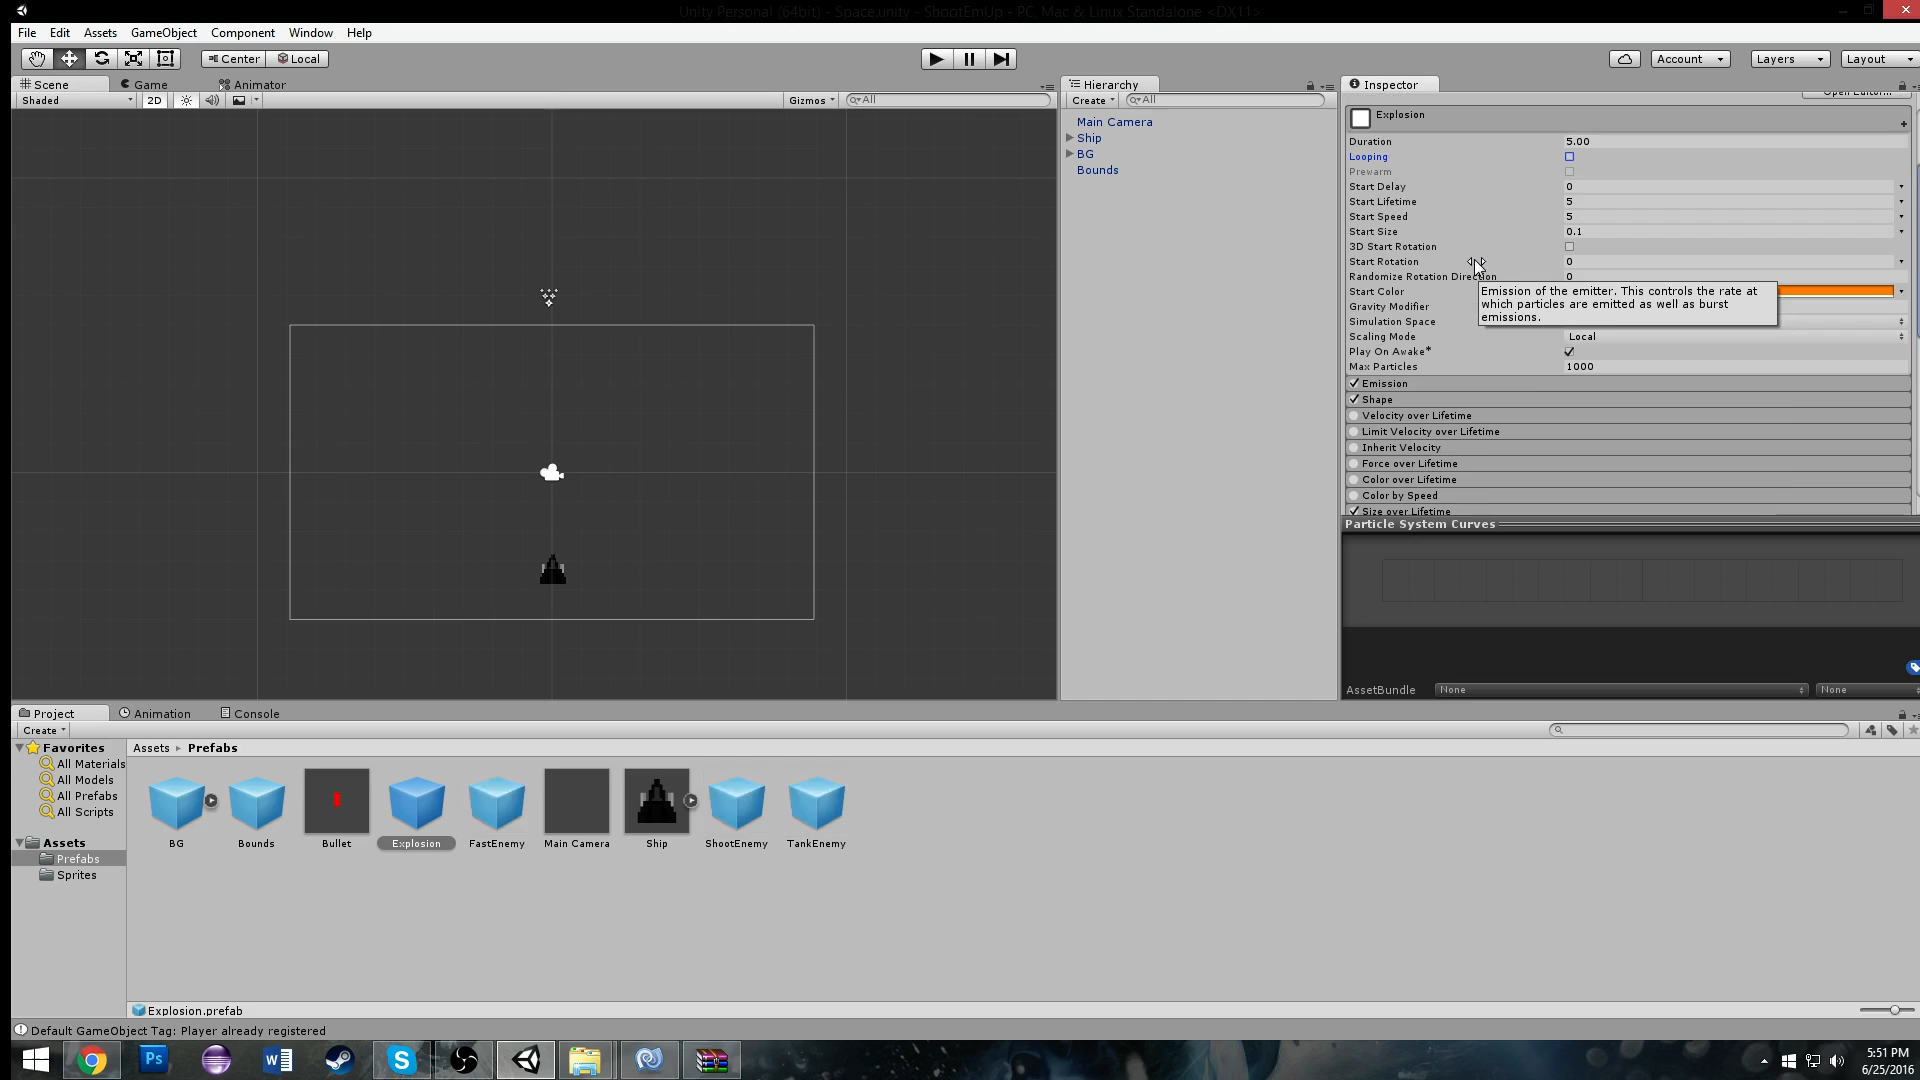 Unity Personal (64bit) - Space.unity - ShootEmUp - PC, Mac & Linux Standalone <DX11>
File Edit Assets GameObject Component Window Help
Center Local
Account Layers Layout
Scene Game Animator
Shaded 2D Gizmos All
Hierarchy
Create All
Main Camera
Ship
BG
Bounds
Inspector
Open Editor...
Explosion
Duration 5.00
Looping
Prewarm
Start Delay 0
Start Lifetime 5
Start Speed 5
Start Size 0.1
3D Start Rotation
Start Rotation 0
Randomize Rotation Direction 0
Start Color
Gravity Modifier
Simulation Space
Scaling Mode Local
Play On Awake*
Max Particles 1000
Emission of the emitter. This controls the rate at
which particles are emitted as well as burst
emissions.
Emission
Shape
Velocity over Lifetime
Limit Velocity over Lifetime
Inherit Velocity
Force over Lifetime
Color over Lifetime
Color by Speed
Size over Lifetime
Particle System Curves
AssetBundle None None
Project Animation Console
Create
Favorites
All Materials
All Models
All Prefabs
All Scripts
Assets
Prefabs
Sprites
Assets Prefabs
BG Bounds Bullet Explosion FastEnemy Main Camera Ship ShootEnemy TankEnemy
Explosion.prefab
Default GameObject Tag: Player already registered
Ps
5:51 PM
6/25/2016